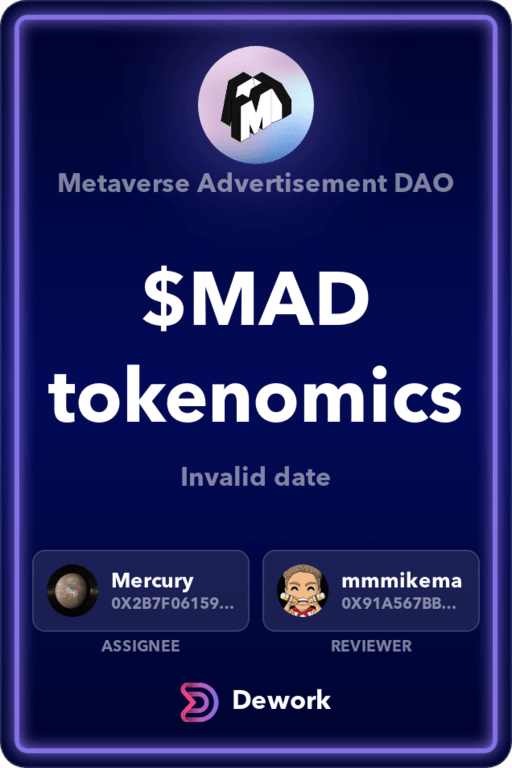 M
Metaverse Advertisement DAO
$MAD
tokenomics
Invalid date
Mercury
0X2B7F06159...
mmmikema
0X91A567BB...
ASSIGNEE
REVIEWER
Dework